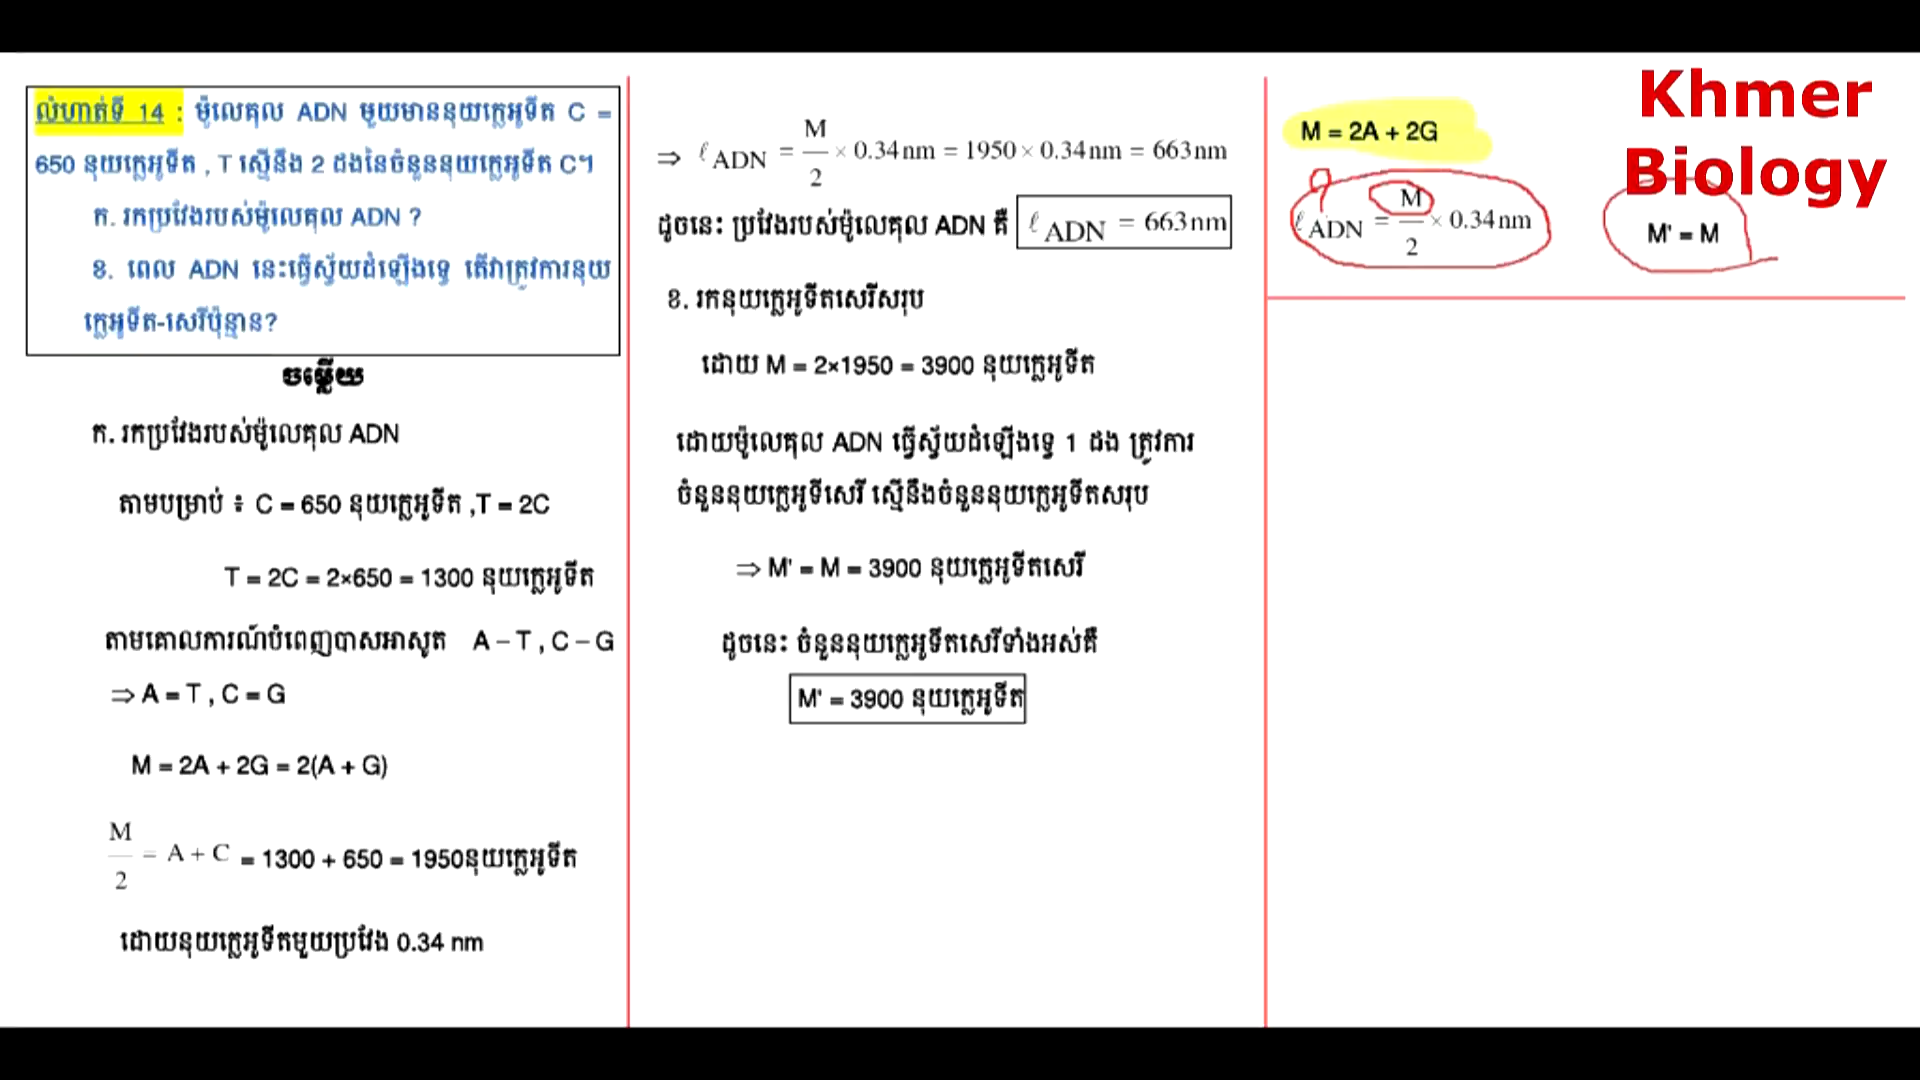 លំហាត់ទី 14 : ម៉ូលេគុល ADN មួយមាននុយក្លេអូទីត C =
650 នុយក្លេអូទីត , T ស្មើនឹង 2 ដងនៃចំនួននុយក្លេអូទីត C។
ក. រកប្រវែងរបស់ម៉ូលេគុល ADN ?
ខ. ពេល ADN នេះធ្វើស្វ័យដំឡើងទ្វេ តើវាត្រូវការនុយ
ក្លេអូទីត-សេរីប៉ុន្មាន?
ចម្លើយ
ក. រកប្រវែងរបស់ម៉ូលេគុល ADN
តាមបម្រាប់ ៖ C = 650 នុយក្លេអូទីត ,T = 2C
T = 2C = 2×650 = 1300 នុយក្លេអូទីត
តាមគោលការណ៍បំពេញបាសអាសូត A – T , C – G
⇒ A = T , C = G
M = 2A + 2G = 2(A + G)
M/2 = A + C = 1300 + 650 = 1950នុយក្លេអូទីត
ដោយនុយក្លេអូទីតមួយប្រវែង 0.34 nm
⇒ ℓ ADN = M/2 × 0.34nm = 1950 × 0.34nm = 663nm
ដូចនេះ ប្រវែងរបស់ម៉ូលេគុល ADN គឺ ℓ ADN = 663nm
ខ. រកនុយក្លេអូទីតសេរីសរុប
ដោយ M = 2×1950 = 3900 នុយក្លេអូទីត
ដោយម៉ូលេគុល ADN ធ្វើស្វ័យដំឡើងទ្វេ 1 ដង ត្រូវការ
ចំនួននុយក្លេអូទីសេរី ស្មើនឹងចំនួននុយក្លេអូទីតសរុប
⇒ M' = M = 3900 នុយក្លេអូទីតសេរី
ដូចនេះ ចំនួននុយក្លេអូទីតសេរីទាំងអស់គឺ
M' = 3900 នុយក្លេអូទីត
M = 2A + 2G
ℓ ADN = M/2 × 0.34nm
M' = M
Khmer
Biology